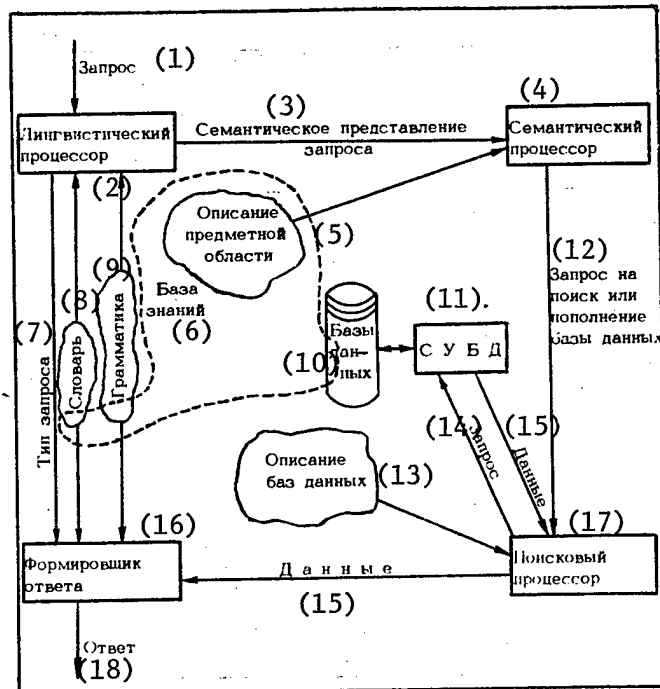 Запрос (1)
Лингвистический
процессор
(2)
(3)
Семантическое представление
запроса
(4)
Семантический
процессор
Описание
предметной
области
(5)
База
знаний
(6)
(7)
Тип запроса
(8)
Словарь
(9)
Грамматика
(10)
Базы
дан-
ных
(11).
С У Б Д
(12)
Запрос на
поиск или
пополнение
базы данных
Описание
баз данных
(13)
(14)
Запрос
(15)
Данные
(16)
Формировщик
ответа
Данные
(15)
(17)
Поисковый
процессор
Ответ
(18)